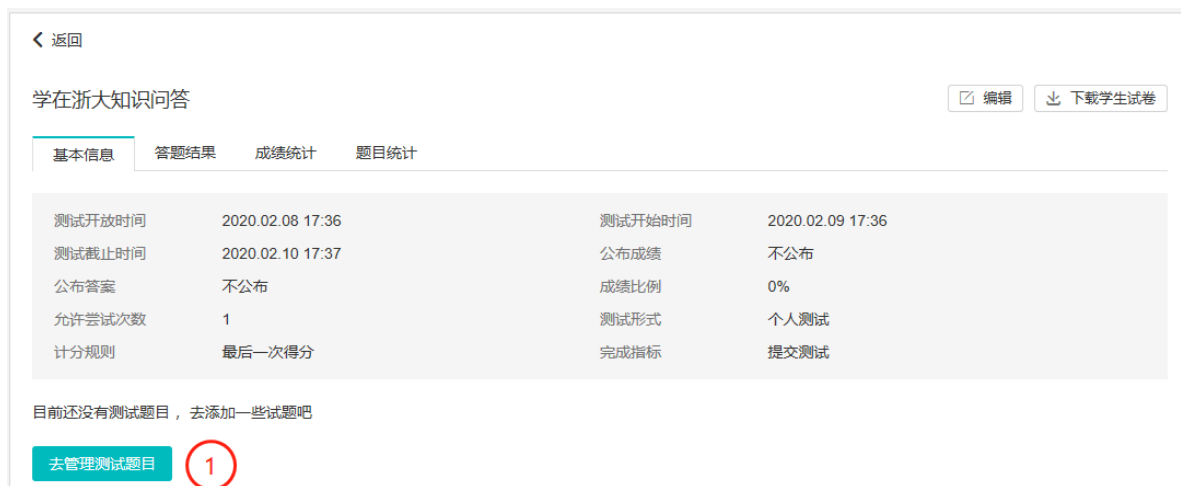 返回
学在浙大知识问答 编辑 下载学生试卷
基本信息 答题结果 成绩统计 题目统计
测试开放时间 2020.02.08 17:36 测试开始时间 2020.02.09 17:36
测试截止时间 2020.02.10 17:37 公布成绩 不公布
公布答案 不公布 成绩比例 0%
允许尝试次数 1 测试形式 个人测试
计分规则 最后一次得分 完成指标 提交测试
目前还没有测试题目，去添加一些试题吧
去管理测试题目 1